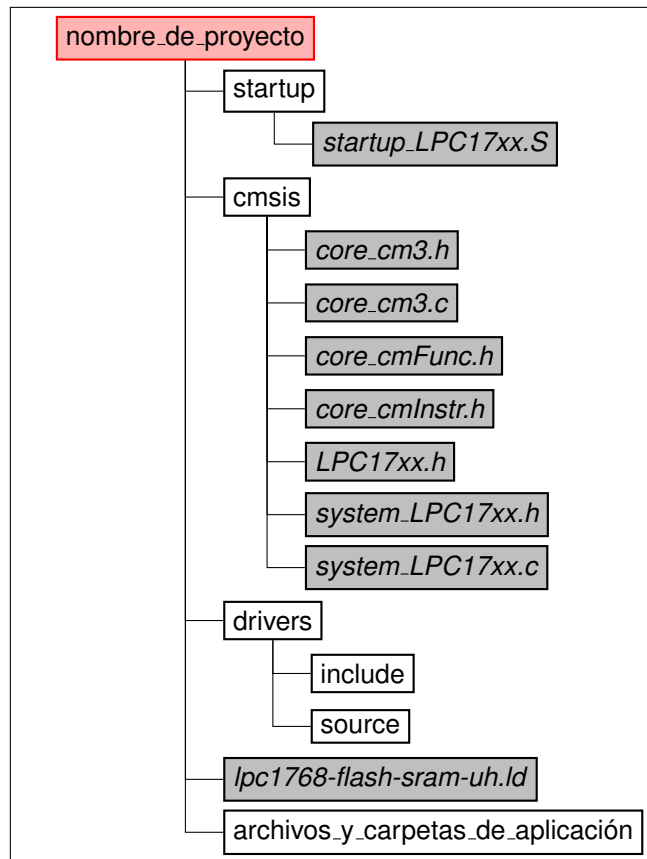 nombre_de_proyecto
startup
startup_LPC17xx.S
cmsis
core_cm3.h
core_cm3.c
core_cmFunc.h
core_cmInstr.h
LPC17xx.h
system_LPC17xx.h
system_LPC17xx.c
drivers
include
source
lpc1768-flash-sram-uh.ld
archivos_y_carpetas_de_aplicación